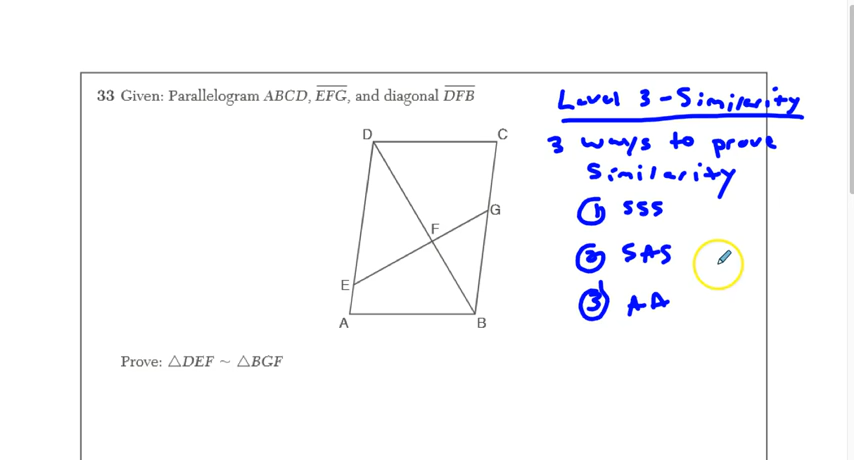 33 Given: Parallelogram ABCD, EFG, and diagonal DFB
Level 3 - Similarity
3 ways to prove
Similarity
① SSS
② SAS
③ AA
D
C
G
F
E
A
B
Prove: △DEF ~ △BGF